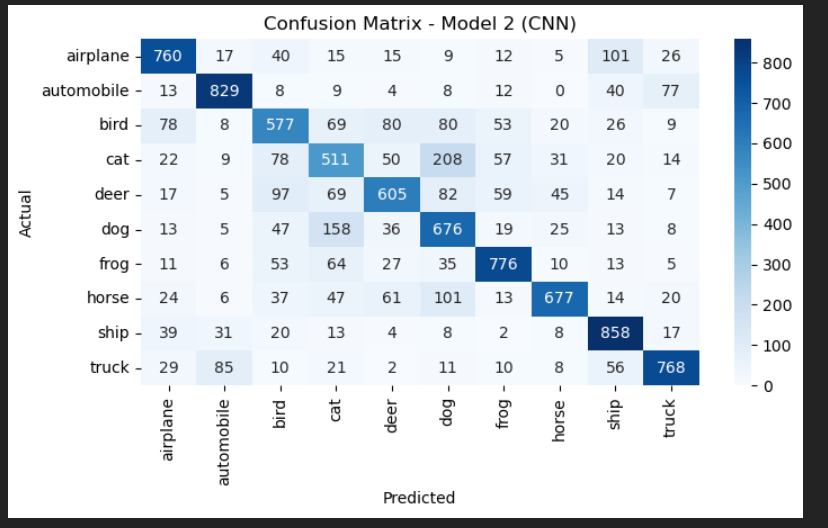 Confusion Matrix - Model 2 (CNN)
airplane 760 17 40 15 15 9 12 5 101 26
automobile 13 829 8 9 4 8 12 0 40 77
bird 78 8 577 69 80 80 53 20 26 9
cat 22 9 78 511 50 208 57 31 20 14
deer 17 5 97 69 605 82 59 45 14 7
dog 13 5 47 158 36 676 19 25 13 8
frog 11 6 53 64 27 35 776 10 13 5
horse 24 6 37 47 61 101 13 677 14 20
ship 39 31 20 13 4 8 2 8 858 17
truck 29 85 10 21 2 11 10 8 56 768
Actual
airplane automobile bird cat deer dog frog horse ship truck
Predicted
800
700
600
500
400
300
200
100
0